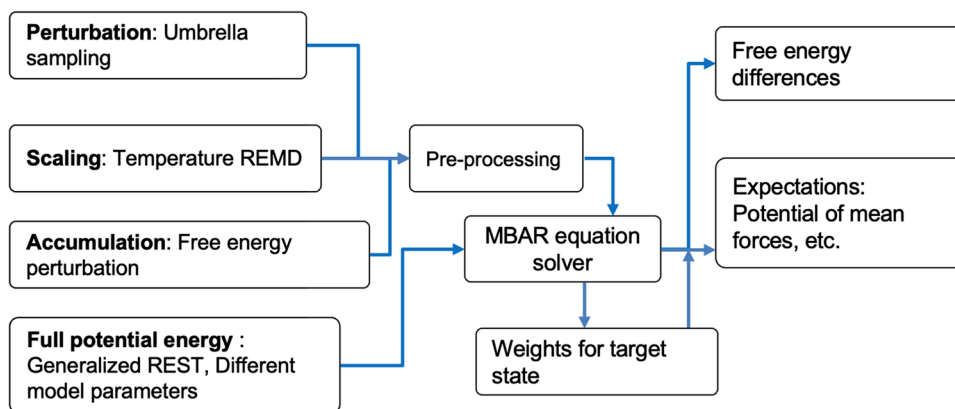 Perturbation: Umbrella
sampling
Scaling: Temperature REMD
Accumulation: Free energy
perturbation
Full potential energy :
Generalized REST, Different
model parameters
Pre-processing
MBAR equation
solver
Weights for target
state
Free energy
differences
Expectations:
Potential of mean
forces, etc.